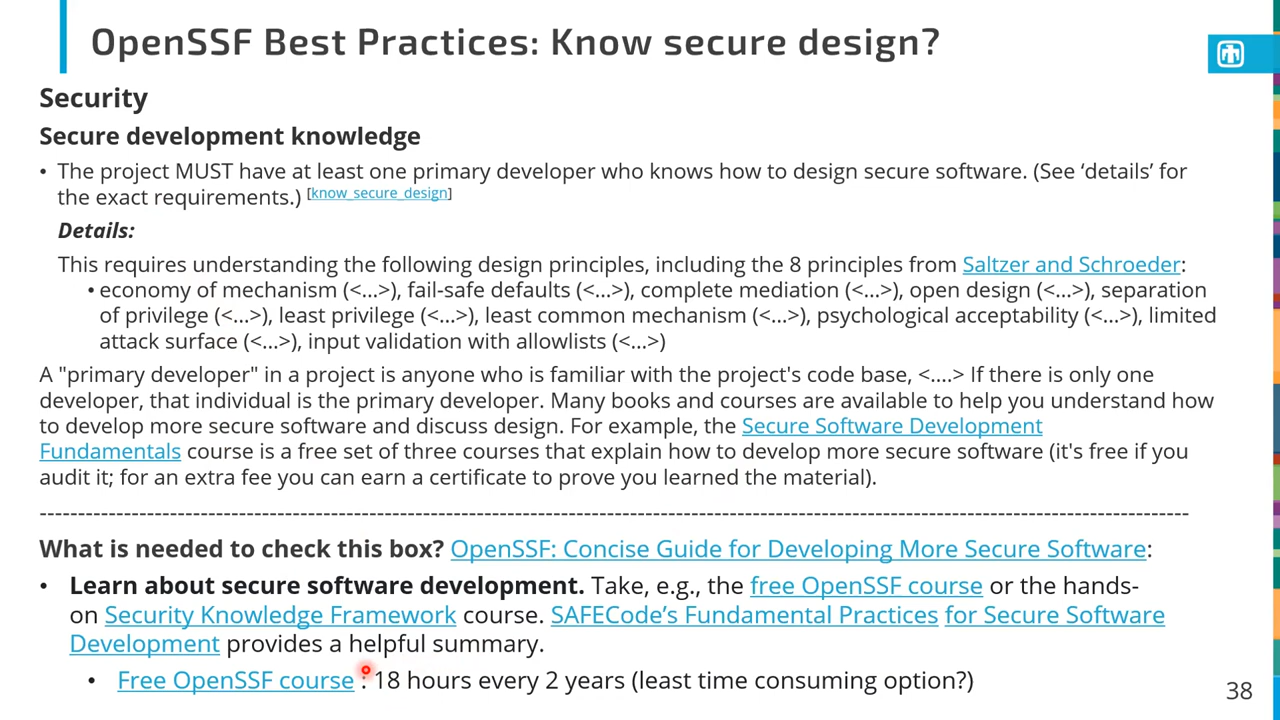 OpenSSF Best Practices: Know secure design?
Security
Secure development knowledge
• The project MUST have at least one primary developer who knows how to design secure software. (See ‘details’ for
the exact requirements.) [know_secure_design]
Details:
This requires understanding the following design principles, including the 8 principles from Saltzer and Schroeder:
• economy of mechanism (<...>), fail-safe defaults (<...>), complete mediation (<...>), open design (<...>), separation
of privilege (<...>), least privilege (<...>), least common mechanism (<...>), psychological acceptability (<...>), limited
attack surface (<...>), input validation with allowlists (<...>)
A "primary developer" in a project is anyone who is familiar with the project's code base, <....> If there is only one
developer, that individual is the primary developer. Many books and courses are available to help you understand how
to develop more secure software and discuss design. For example, the Secure Software Development
Fundamentals course is a free set of three courses that explain how to develop more secure software (it's free if you
audit it; for an extra fee you can earn a certificate to prove you learned the material).
------------------------------------------------------------------------------------------------------------------
What is needed to check this box? OpenSSF: Concise Guide for Developing More Secure Software:
• Learn about secure software development. Take, e.g., the free OpenSSF course or the hands-
on Security Knowledge Framework course. SAFECode’s Fundamental Practices for Secure Software
Development provides a helpful summary.
• Free OpenSSF course : 18 hours every 2 years (least time consuming option?)
38